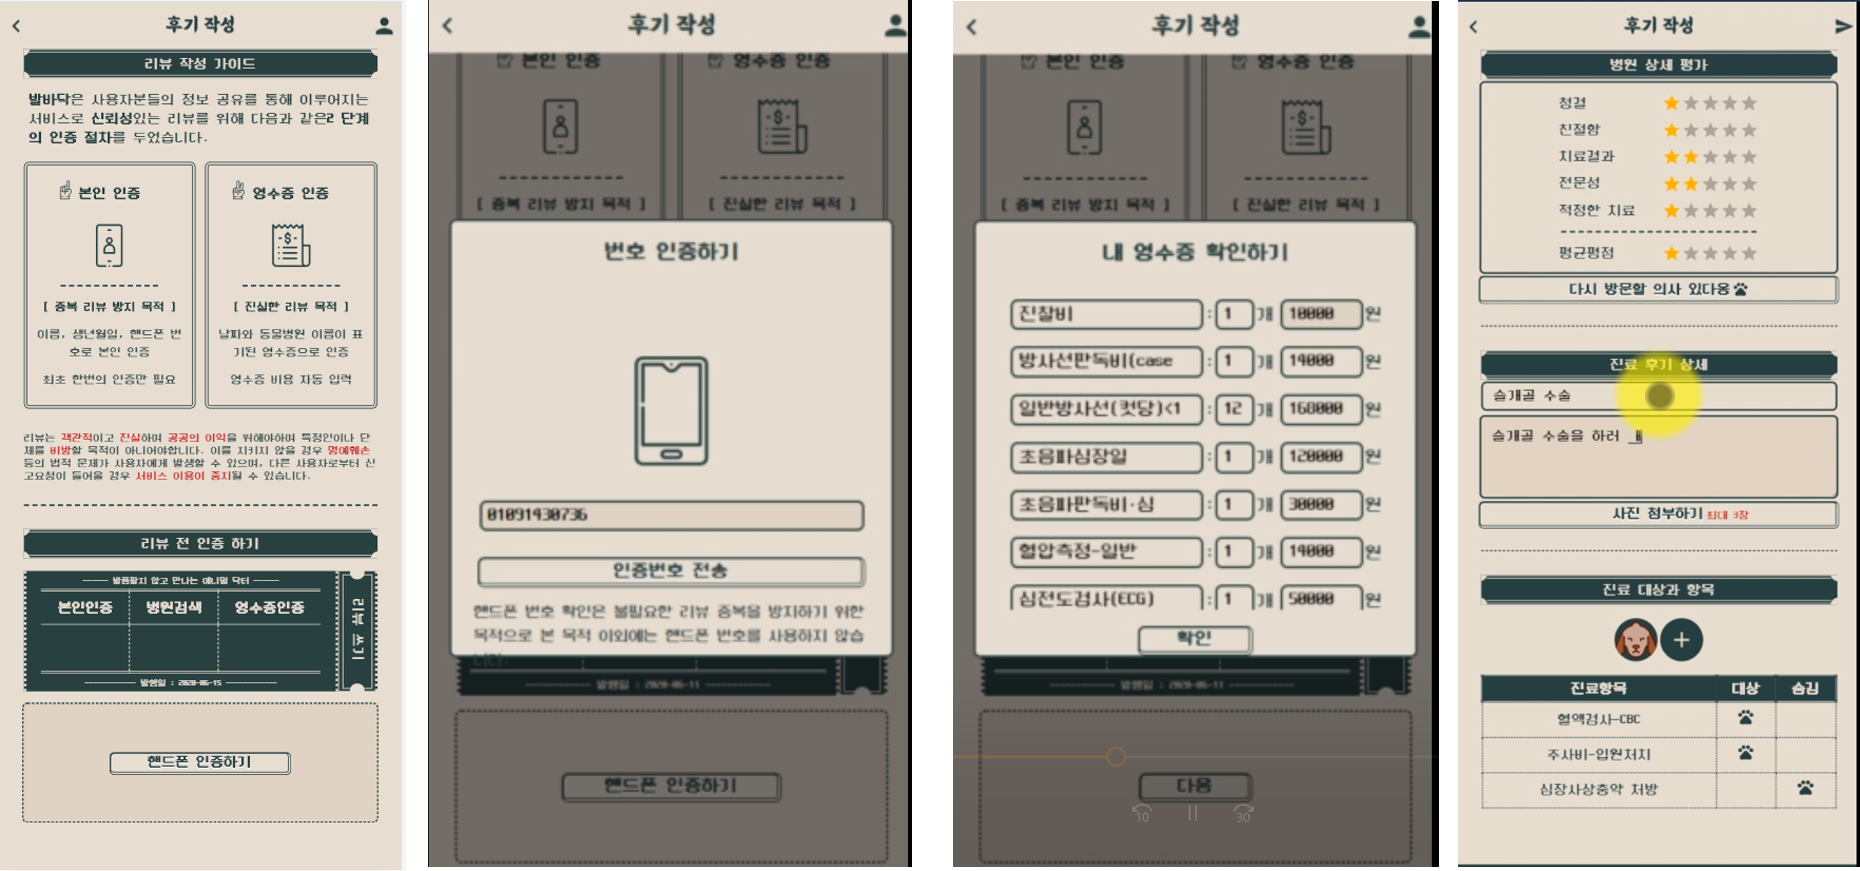 후기 작성
리뷰 작성 가이드
발바닥은 사용자분들의 정보 공유를 통해 이루어지는
서비스로 신뢰성있는 리뷰를 위해 다음과 같은2 단계
의 인증 절차를 두었습니다.
본인 인증
[ 중복 리뷰 방지 목적 ]
이름, 생년월일, 핸드폰 번
호로 본인 인증
최초 한번의 인증만 필요
영수증 인증
[ 진실한 리뷰 목적 ]
날짜와 동물병원 이름이 표
기된 영수증으로 인증
영수증 비용 자동 입력
리뷰는 객관적이고 진실하며 공공의 이익을 위해야하며 특정인이나 단
체를 비방할 목적이 아니어야합니다. 이를 지키지 않을 경우 명예훼손
등의 법적 문제가 사용자에게 발생할 수 있으며, 다른 사용자로부터 신
고요청이 들어올 경우 서비스 이용이 중지될 수 있습니다.
리뷰 전 인증 하기
발품팔지 않고 만나는 애니멀 닥터
본인인증 병원검색 영수증인증
리뷰 쓰기
발행일 : 2020-06-15
핸드폰 인증하기
후기 작성
본인 인증 영수증 인증
[ 중복 리뷰 방지 목적 ] [ 진실한 리뷰 목적 ]
번호 인증하기
01091430736
인증번호 전송
핸드폰 번호 확인은 불필요한 리뷰 중복을 방지하기 위한
목적으로 본 목적 이외에는 핸드폰 번호를 사용하지 않습
니다.
발행일 : 2020-06-11
핸드폰 인증하기
후기 작성
본인 인증 영수증 인증
[ 중복 리뷰 방지 목적 ] [ 진실한 리뷰 목적 ]
내 영수증 확인하기
진찰비 : 1 개 10000 원
방사선판독비(case : 1 개 14000 원
일반방사선(컷당)<1 : 12 개 168000 원
초음파심장일 : 1 개 120000 원
초음파판독비·심 : 1 개 30000 원
혈압측정-일반 : 1 개 14000 원
심전도검사(ECG) : 1 개 50000 원
확인
발행일 : 2020-06-11
다음
10 30
후기 작성
병원 상세 평가
청결
친절함
치료결과
전문성
적정한 치료
평균평점
다시 방문할 의사 있다옹
진료 후기 상세
슬개골 수술
슬개골 수술을 하러 ㅐ
사진 첨부하기 최대 3장
진료 대상과 항목
+
진료항목 대상 숨김
혈액검사-CBC
주사비-입원처치
심장사상충약 처방